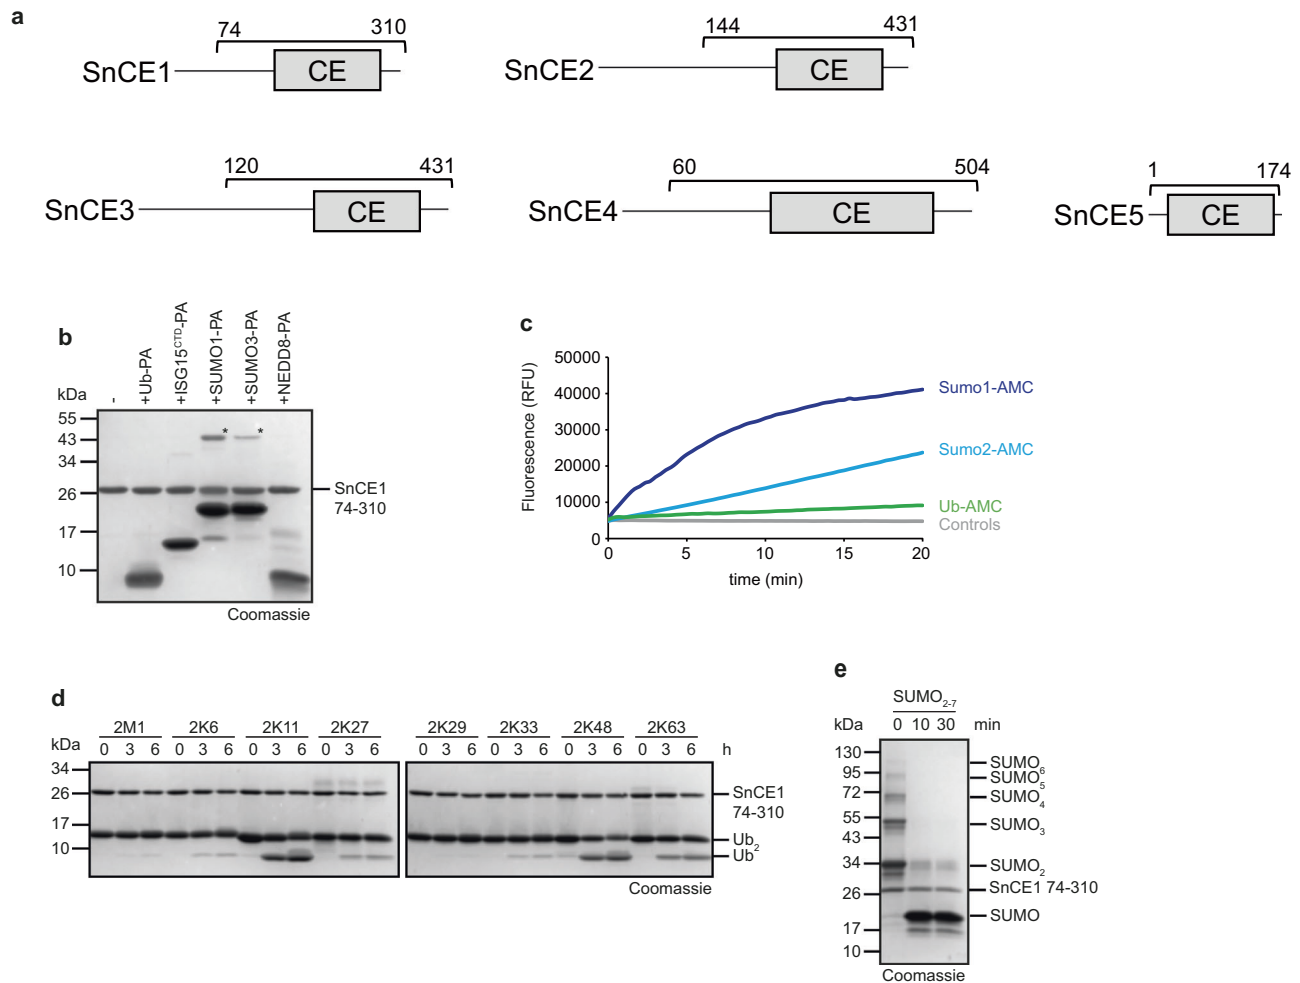 a
74 310
SnCE1 CE
144 431
SnCE2 CE
120 431
SnCE3 CE
60 504
SnCE4 CE
1 174
SnCE5 CE
b
kDa - +Ub-PA +ISG15CTD-PA +SUMO1-PA +SUMO3-PA +NEDD8-PA
55
43
34
26
17
10
* *
SnCE1
74-310
Coomassie
c
Fluorescence (RFU)
50000
40000
30000
20000
10000
0
0 5 10 15 20
time (min)
Sumo1-AMC
Sumo2-AMC
Ub-AMC
Controls
d
2M1 2K6 2K11 2K27 2K29 2K33 2K48 2K63
kDa 0 3 6 0 3 6 0 3 6 0 3 6 0 3 6 0 3 6 0 3 6 0 3 6 h
34
26
17
10
SnCE1
74-310
Ub2
Ub
Coomassie
e
SUMO2-7
kDa 0 10 30 min
130
95
72
55
43
34
26
17
10
SUMO6
SUMO5
SUMO4
SUMO3
SUMO2
SnCE1 74-310
SUMO
Coomassie